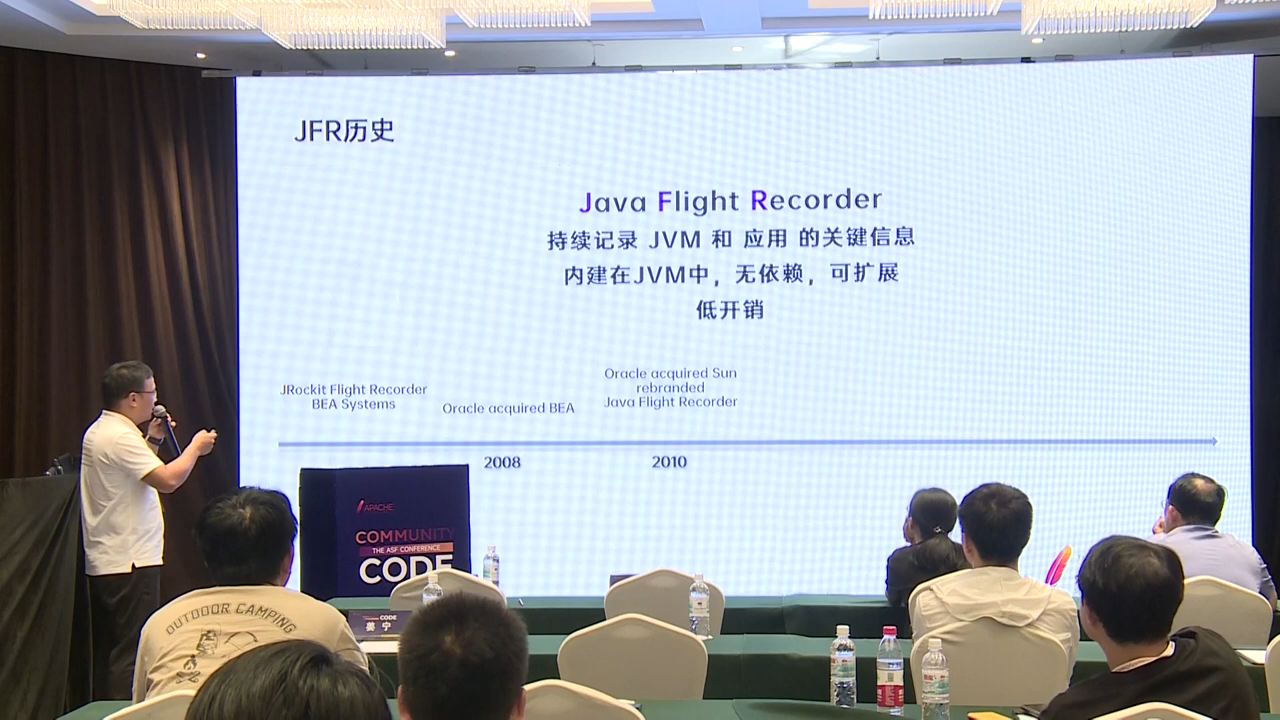 JFR历史
Java Flight Recorder
持续记录 JVM 和 应用 的关键信息
内建在JVM中，无依赖，可扩展
低开销
JRockit Flight Recorder
BEA Systems
Oracle acquired BEA
Oracle acquired Sun
rebranded
Java Flight Recorder
2008
2010
APACHE
COMMUNITY
THE ASF CONFERENCE
CODE
OUTDOOR CAMPING
CODE
姜 宁